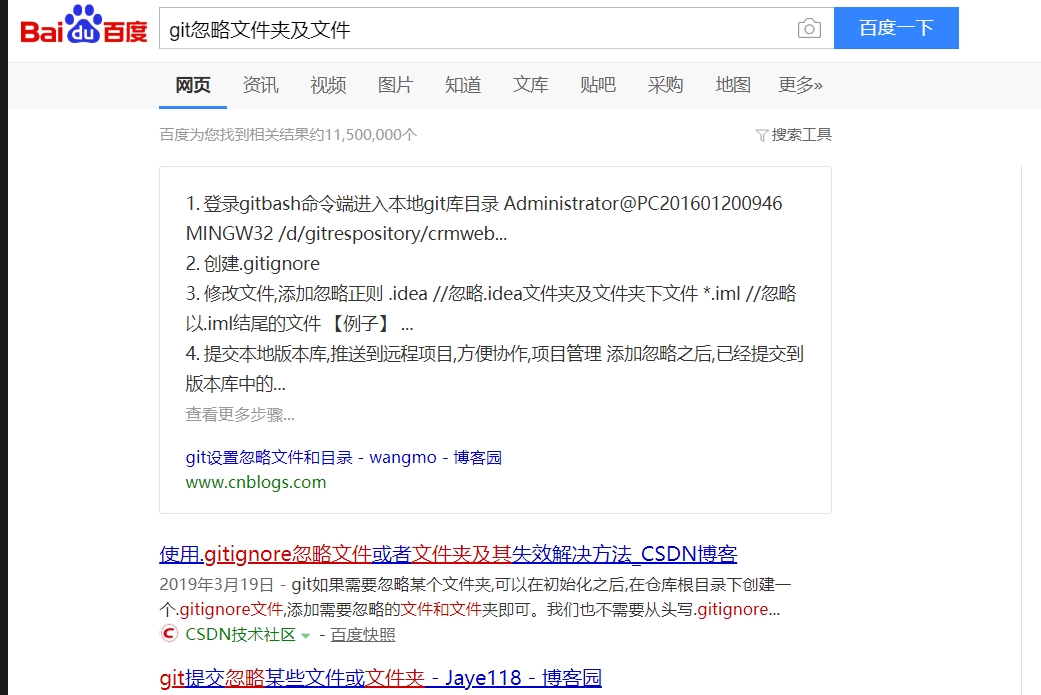 Bai du 百度
git忽略文件夹及文件
百度一下
网页 资讯 视频 图片 知道 文库 贴吧 采购 地图 更多»
百度为您找到相关结果约11,500,000个
搜索工具
1. 登录gitbash命令端进入本地git库目录 Administrator@PC201601200946
MINGW32 /d/gitrespository/crmweb...
2. 创建.gitignore
3. 修改文件,添加忽略正则 .idea //忽略.idea文件夹及文件夹下文件 *.iml //忽略
以.iml结尾的文件 【例子】 ...
4. 提交本地版本库,推送到远程项目,方便协作,项目管理 添加忽略之后,已经提交到
版本库中的...
查看更多步骤...
git设置忽略文件和目录 - wangmo - 博客园
www.cnblogs.com
使用.gitignore忽略文件或者文件夹及其失效解决方法_CSDN博客
2019年3月19日 - git如果需要忽略某个文件夹,可以在初始化之后,在仓库根目录下创建一
个.gitignore文件,添加需要忽略的文件和文件夹即可。我们也不需要从头写.gitignore...
CSDN技术社区 - 百度快照
git提交忽略某些文件或文件夹 - Jaye118 - 博客园